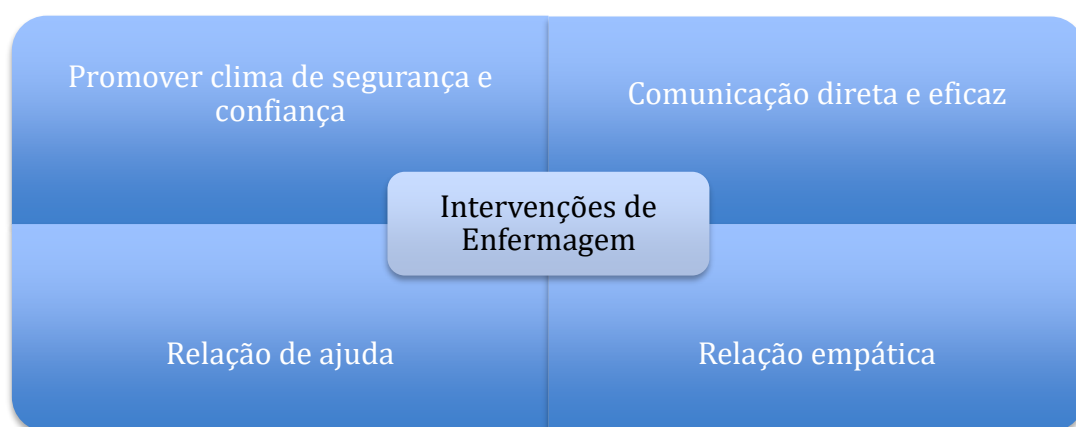 Promover clima de segurança e
confiança
Comunicação direta e eficaz
Intervenções de
Enfermagem
Relação de ajuda
Relação empática